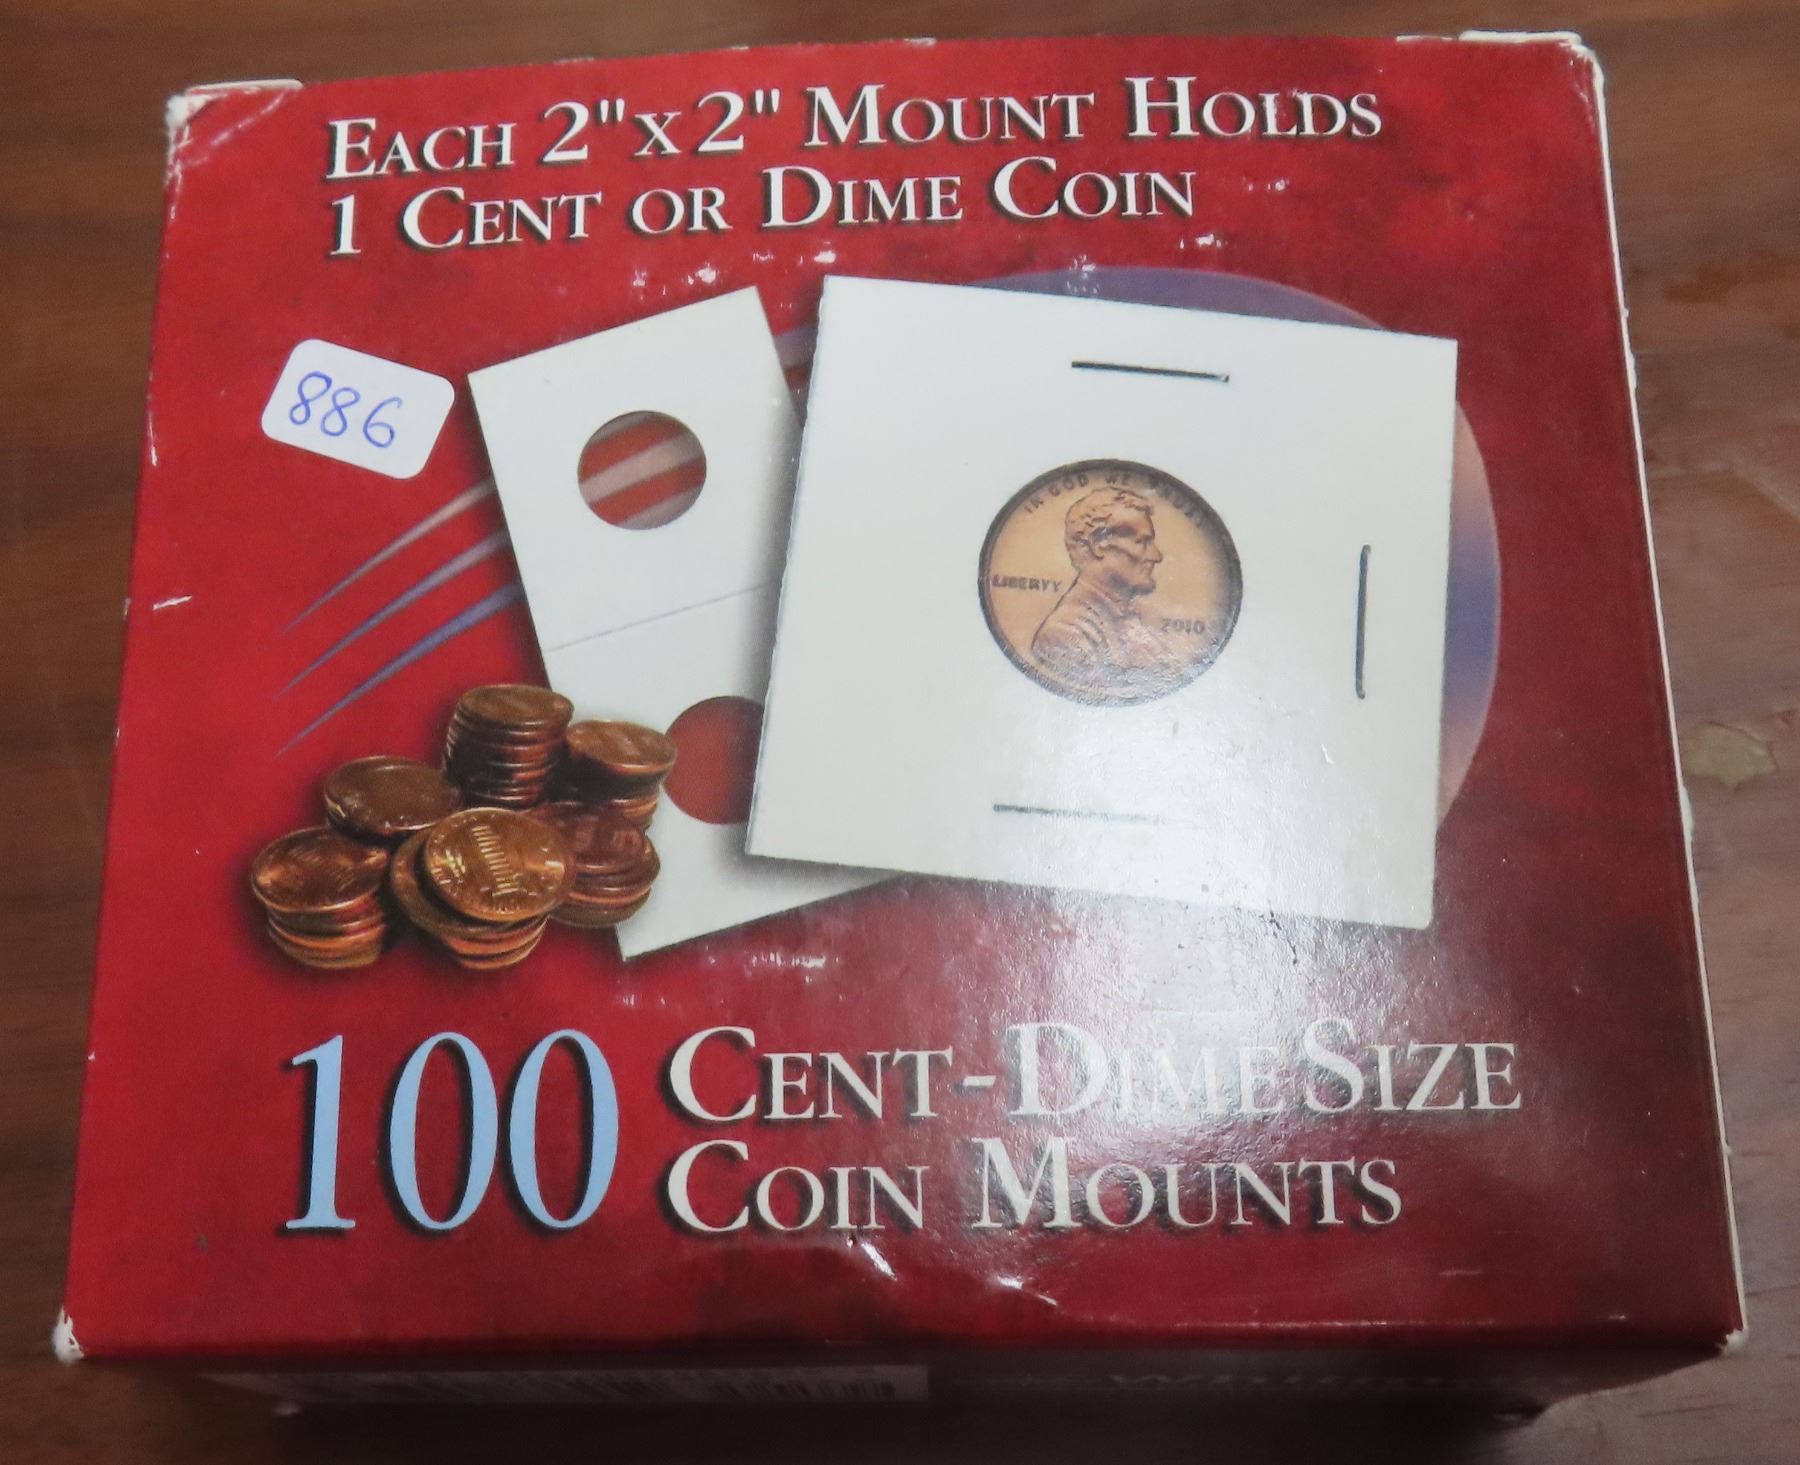 EACH 2"X2" MOUNT HOLDS
1 CENT OR DIME COIN
886
IN GOD WE TRUST
LIBERTY
2010
100 CENT-DIME SIZE
COIN MOUNTS